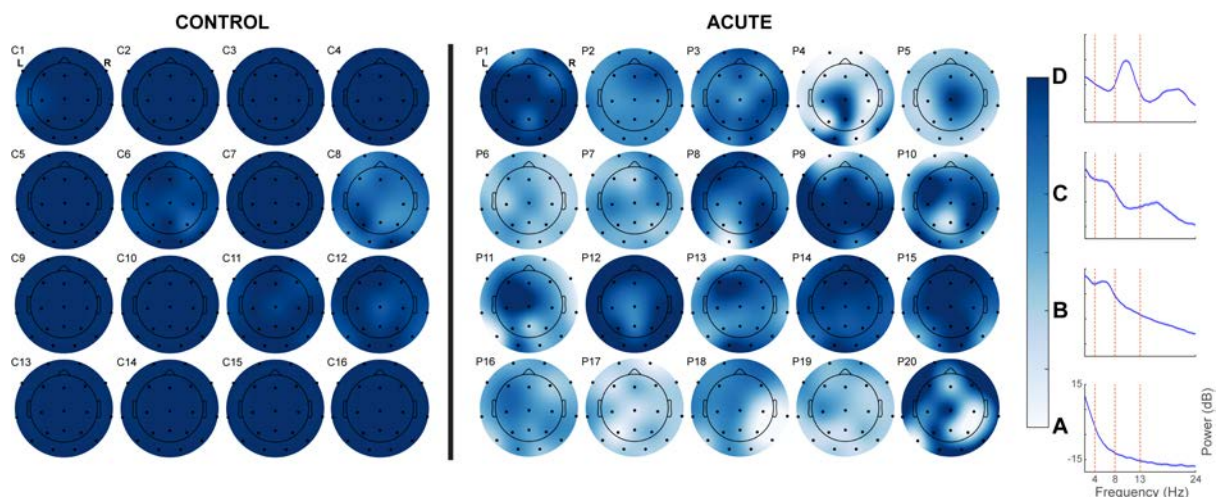 CONTROL
ACUTE
C1 C2 C3 C4
L R
P1 P2 P3 P4 P5
L R
C5 C6 C7 C8
P6 P7 P8 P9 P10
C9 C10 C11 C12
P11 P12 P13 P14 P15
C13 C14 C15 C16
P16 P17 P18 P19 P20
D
C
B
A
15
-15
4 8 13 24
Frequency (Hz)
Power (dB)